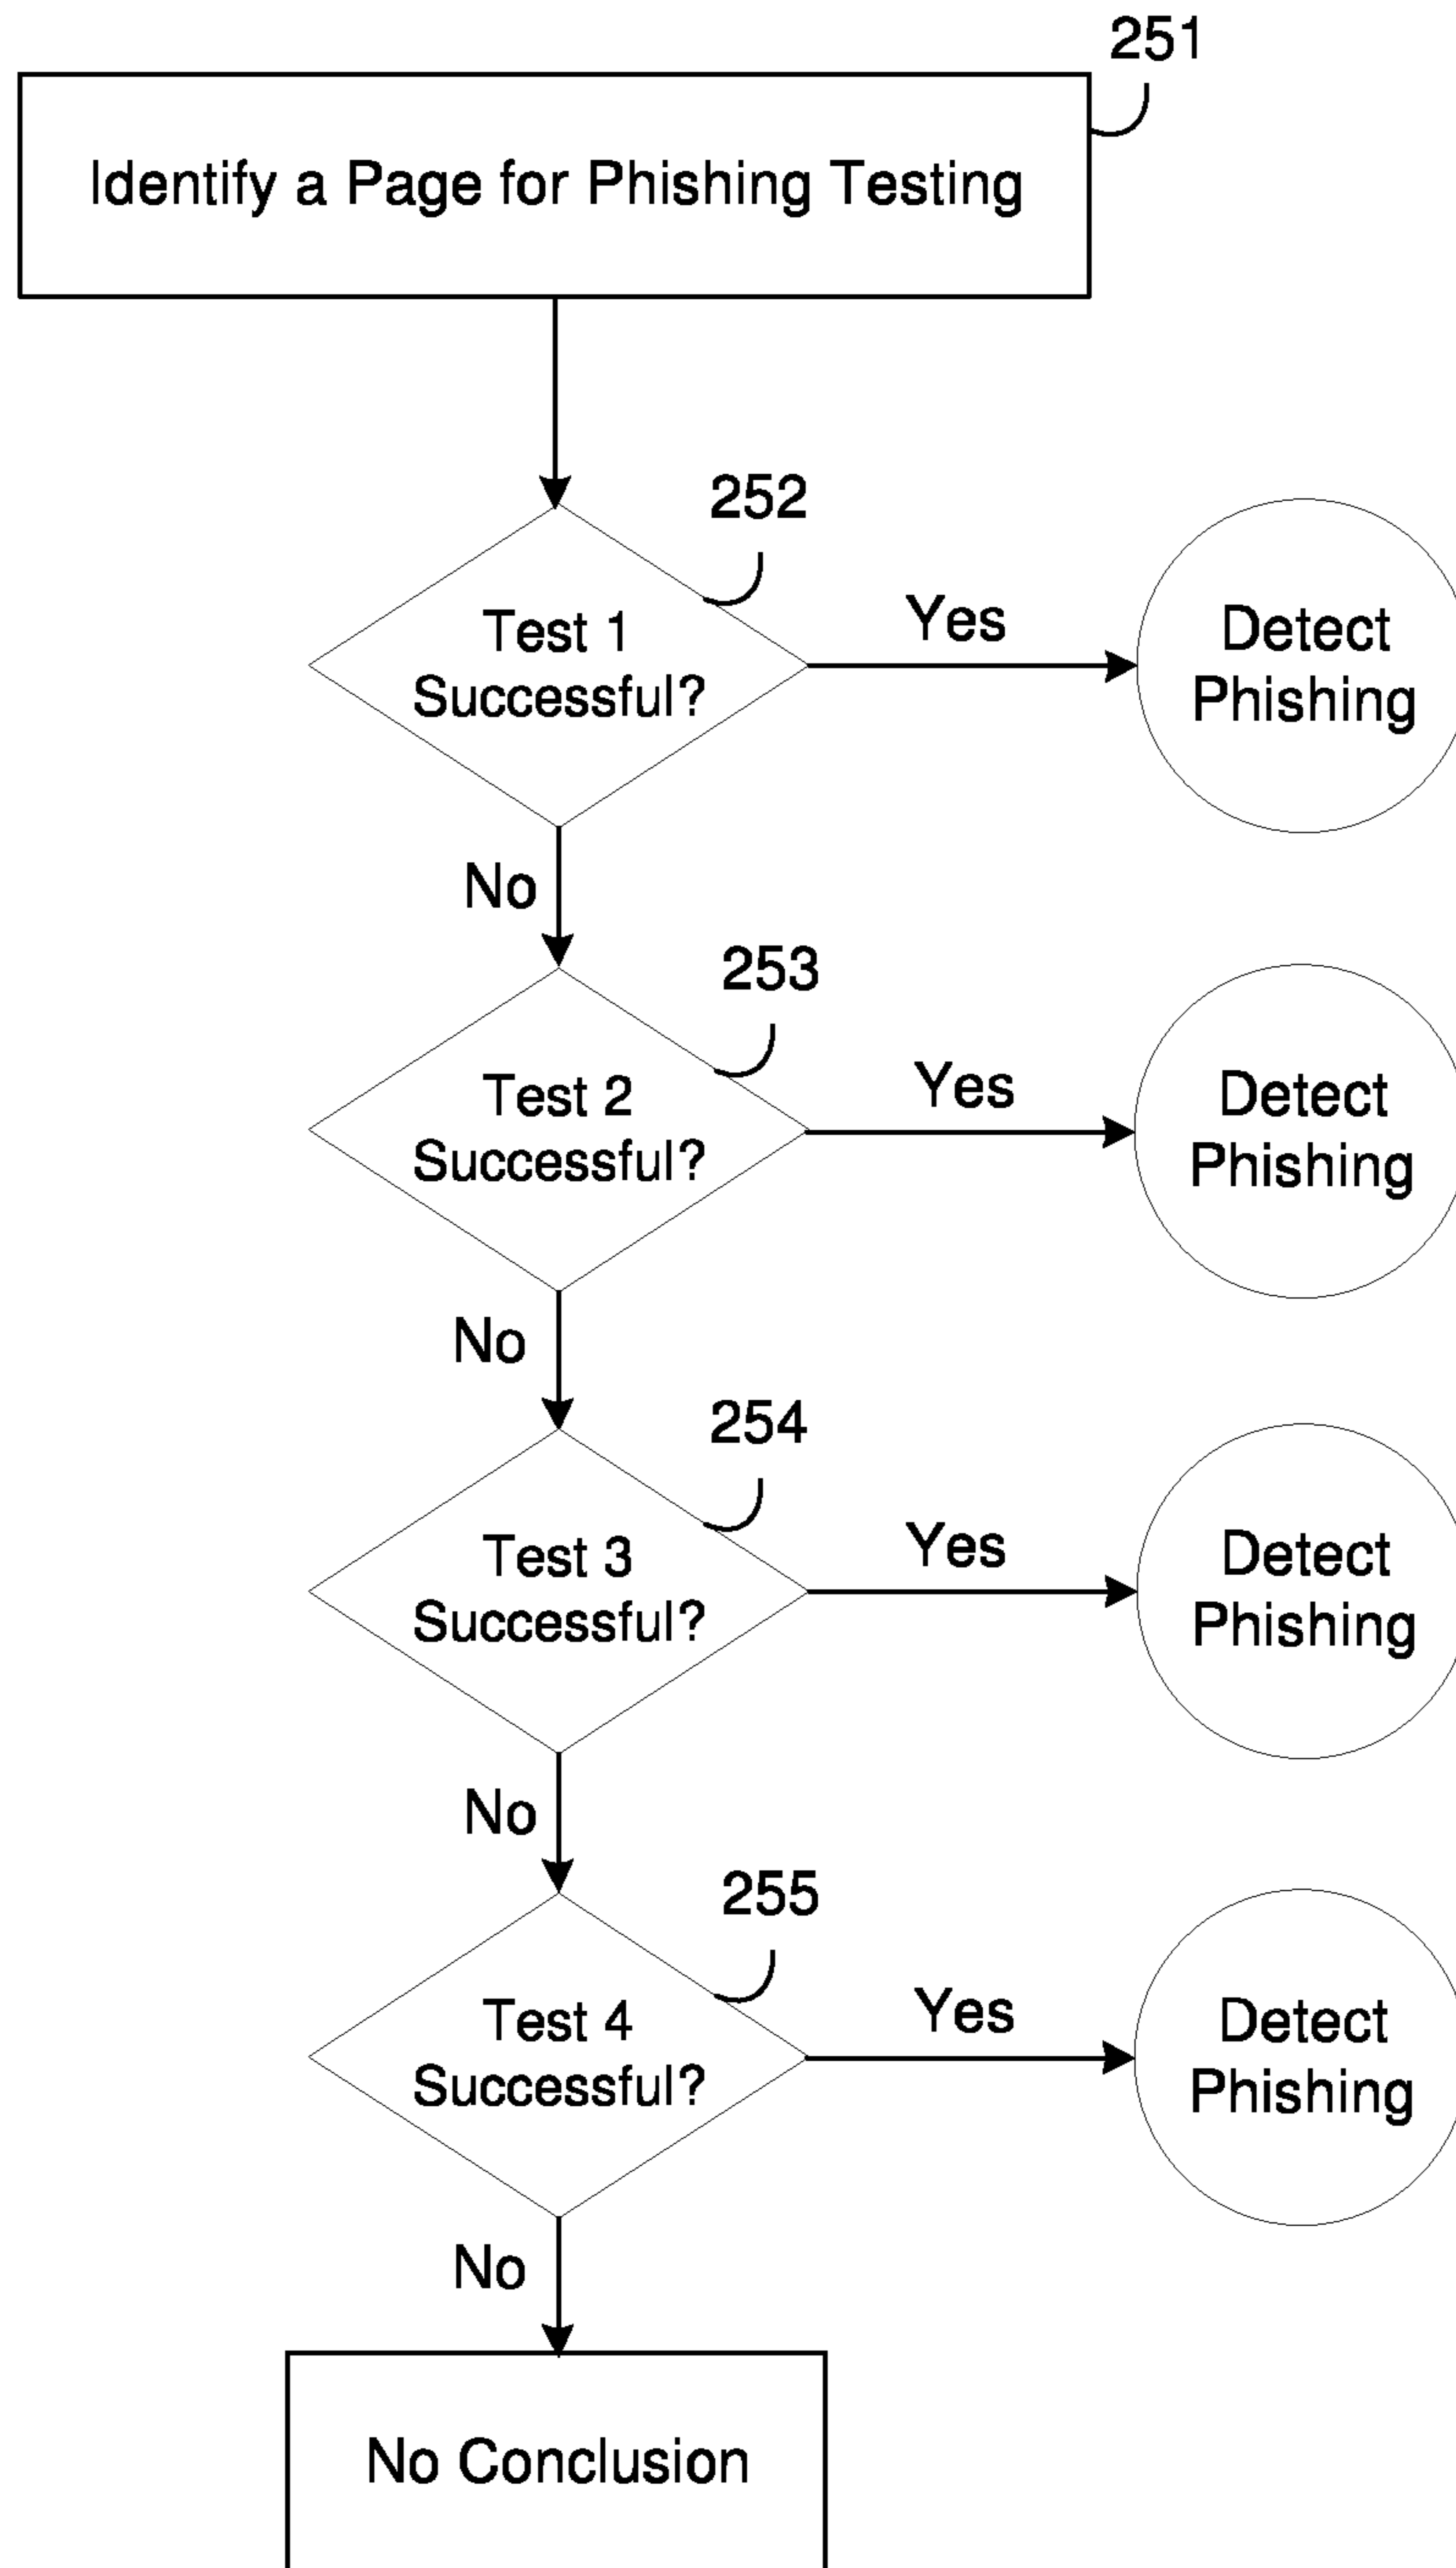 251
Identify a Page for Phishing Testing
252
Test 1
Successful?
Yes
Detect
Phishing
No
253
Test 2
Successful?
Yes
Detect
Phishing
No
254
Test 3
Successful?
Yes
Detect
Phishing
No
255
Test 4
Successful?
Yes
Detect
Phishing
No
No Conclusion